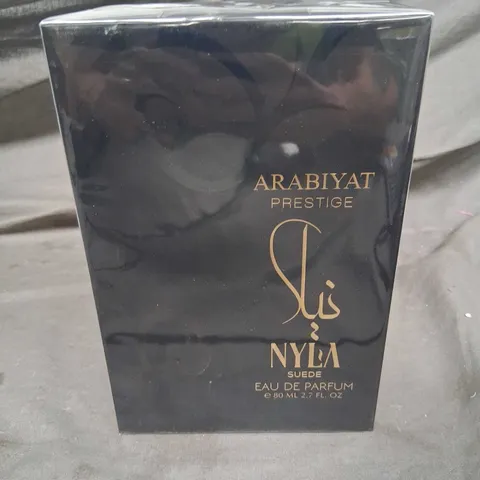 ARABIYAT
PRESTIGE
نيلا
NYLA
SUEDE
EAU DE PARFUM
℮ 80 ML 2.7 FL. OZ